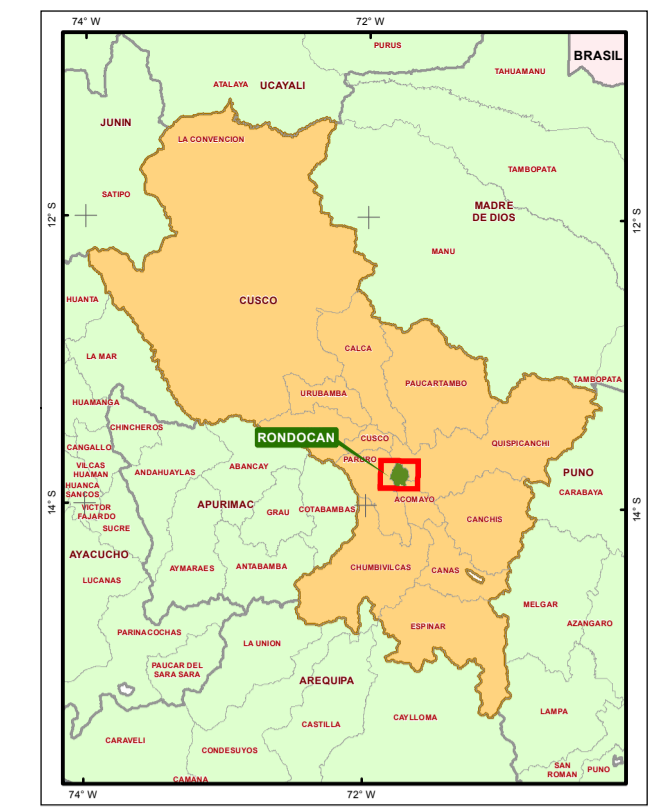 74° W
72° W
PURUS
BRASIL
TAHUAMANU
ATALAYA
UCAYALI
JUNIN
LA CONVENCION
TAMBOPATA
SATIPO
MADRE
DE DIOS
12° S
12° S
MANU
HUANTA
CUSCO
CALCA
LA MAR
TAMBOPATA
PAUCARTAMBO
URUBAMBA
HUAMANGA
CHINCHEROS
RONDOCAN
CUSCO
QUISPICANCHI
CANGALLO
PARURO
VILCAS
HUAMAN
ANDAHUAYLAS
ABANCAY
PUNO
HUANCA
SANCOS
CARABAYA
ACOMAYO
APURIMAC
VICTOR
FAJARDO
GRAU
COTABAMBAS
14° S
14° S
CANCHIS
SUCRE
AYACUCHO
AYMARAES
ANTABAMBA
CHUMBIVILCAS
CANAS
LUCANAS
MELGAR
AZANGARO
ESPINAR
PARINACOCHAS
LA UNION
PAUCAR DEL
SARA SARA
AREQUIPA
CAYLLOMA
LAMPA
CASTILLA
CARAVELI
CONDESUYOS
SAN
ROMAN
PUNO
CAMANA
74° W
72° W